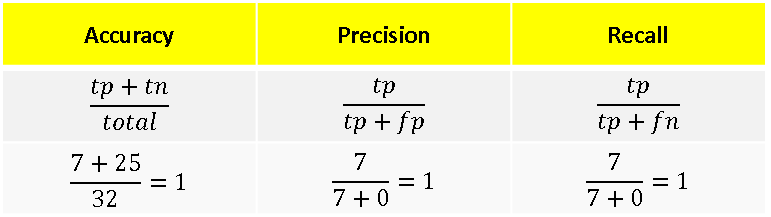 Accuracy Precision Recall
tp + tn / total tp / tp + fp tp / tp + fn
7 + 25 / 32 = 1 7 / 7 + 0 = 1 7 / 7 + 0 = 1